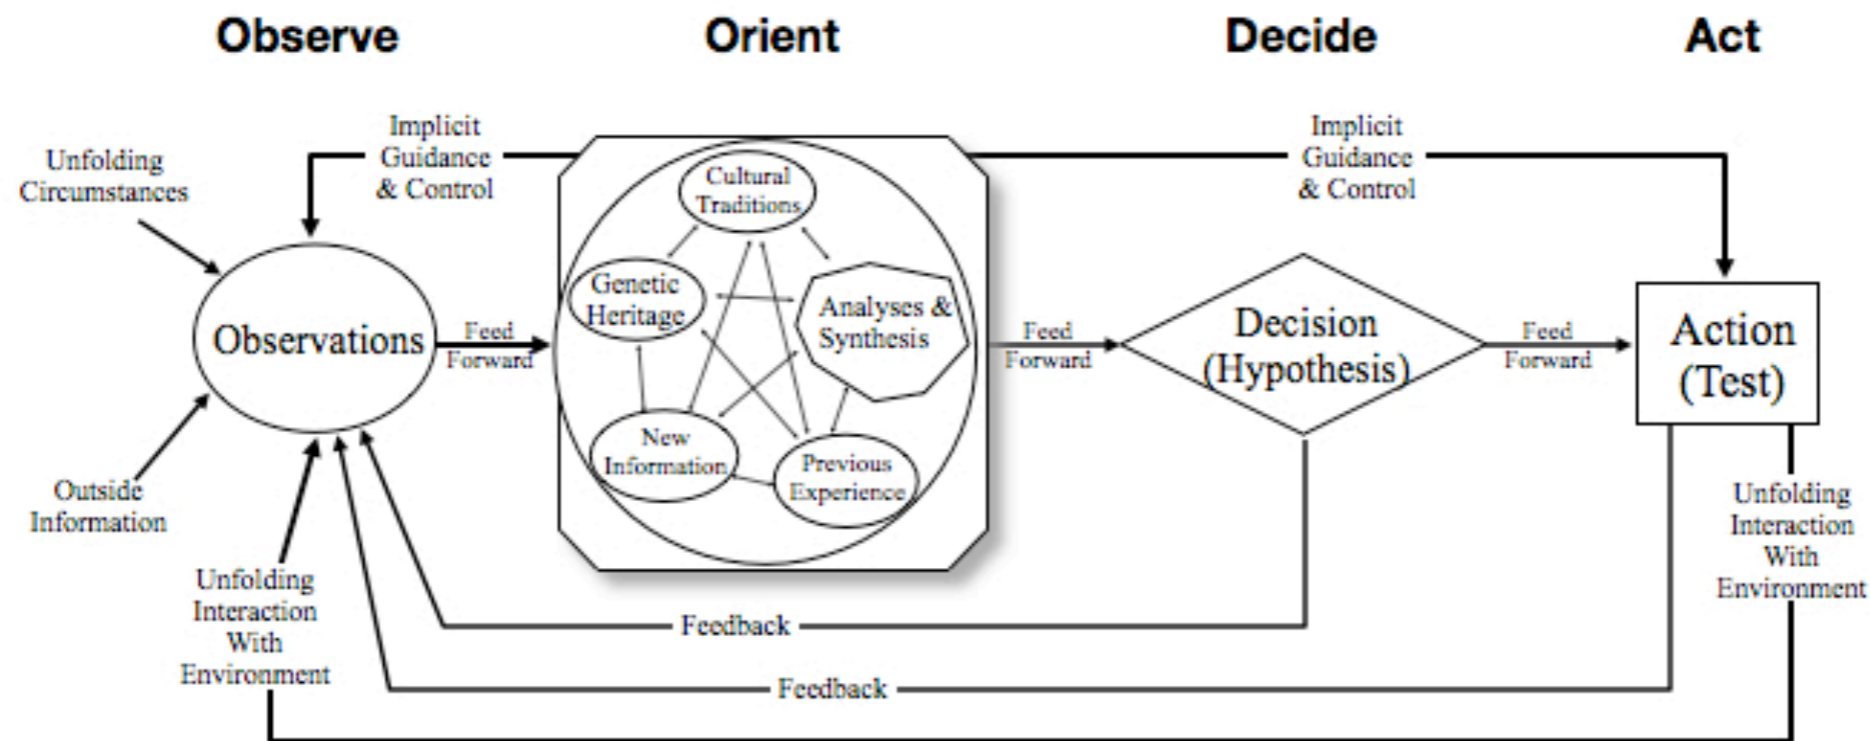 Observe
Orient
Decide
Act
Implicit
Guidance
& Control
Implicit
Guidance
& Control
Unfolding
Circumstances
Cultural
Traditions
Genetic
Heritage
Analyses &
Synthesis
Observations
Feed
Forward
Feed
Forward
Decision
(Hypothesis)
Feed
Forward
Action
(Test)
New
Information
Previous
Experience
Outside
Information
Unfolding
Interaction
With
Environment
Unfolding
Interaction
With
Environment
Feedback
Feedback